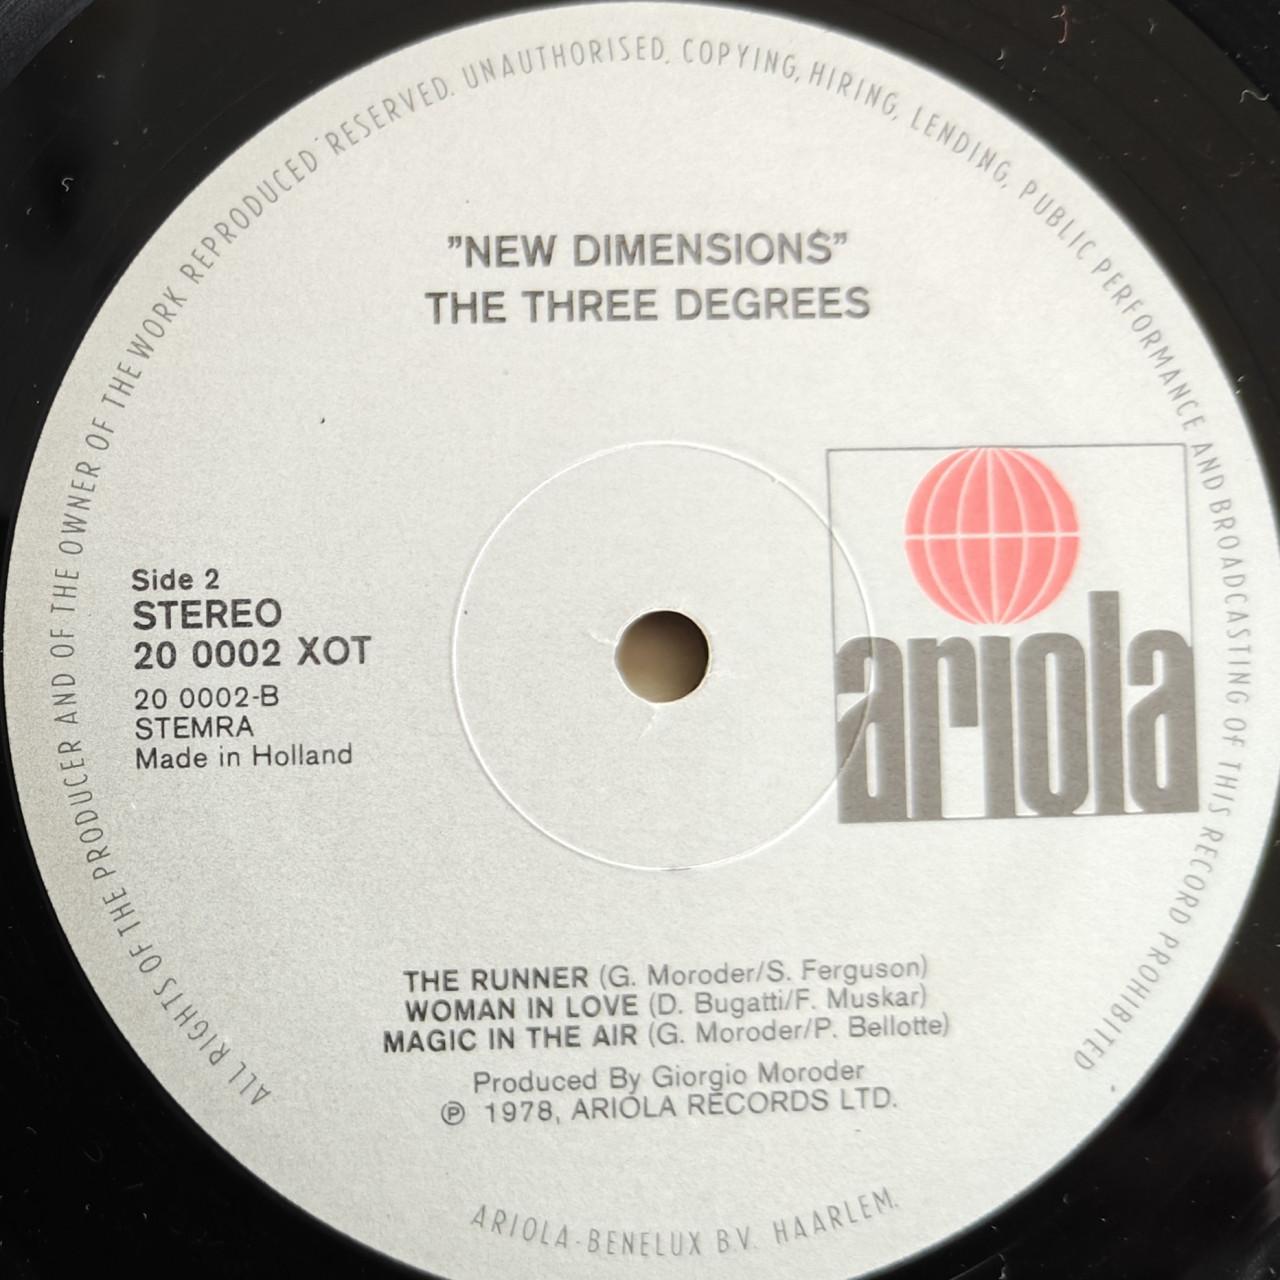 ALL RIGHTS OF THE PRODUCER AND OF THE OWNER OF THE WORK REPRODUCED RESERVED. UNAUTHORISED, COPYING, HIRING, LENDING, PUBLIC PERFORMANCE AND BROADCASTING OF THIS RECORD PROHIBITED
"NEW DIMENSIONS"
THE THREE DEGREES
Side 2
STEREO
20 0002 XOT
20 0002-B
STEMRA
Made in Holland
ariola
THE RUNNER (G. Moroder/S. Ferguson)
WOMAN IN LOVE (D. Bugatti/F. Muskar)
MAGIC IN THE AIR (G. Moroder/P. Bellotte)
Produced By Giorgio Moroder
Ⓟ 1978, ARIOLA RECORDS LTD.
ARIOLA-BENELUX B.V. HAARLEM.